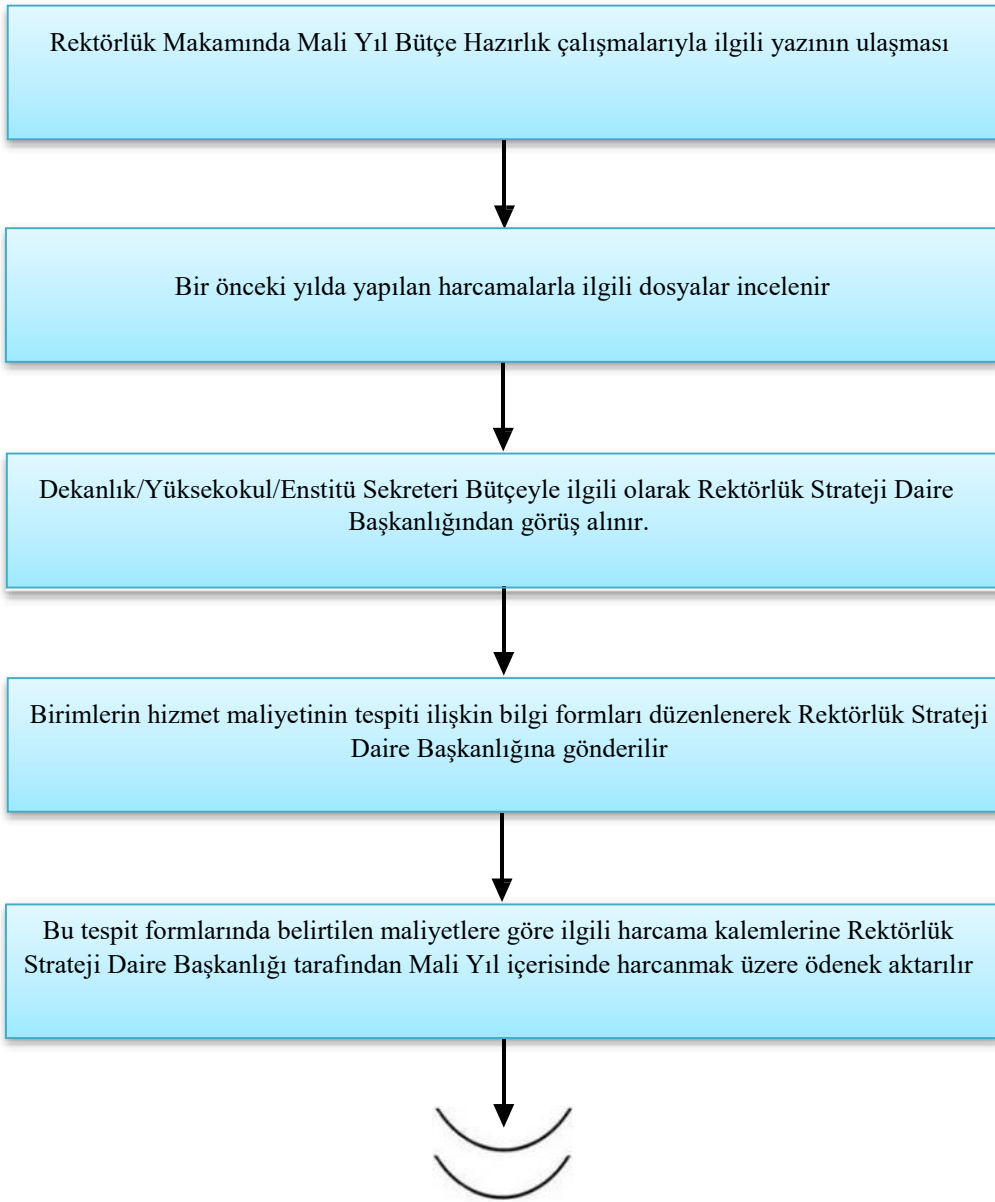 Rektörlük Makamında Mali Yıl Bütçe Hazırlık çalışmalarıyla ilgili yazının ulaşması
Bir önceki yılda yapılan harcamalarla ilgili dosyalar incelenir
Dekanlık/Yüksekokul/Enstitü Sekreteri Bütçeyle ilgili olarak Rektörlük Strateji Daire
Başkanlığından görüş alınır.
Birimlerin hizmet maliyetinin tespiti ilişkin bilgi formları düzenlenerek Rektörlük Strateji
Daire Başkanlığına gönderilir
Bu tespit formlarında belirtilen maliyetlere göre ilgili harcama kalemlerine Rektörlük
Strateji Daire Başkanlığı tarafından Mali Yıl içerisinde harcanmak üzere ödenek aktarılır